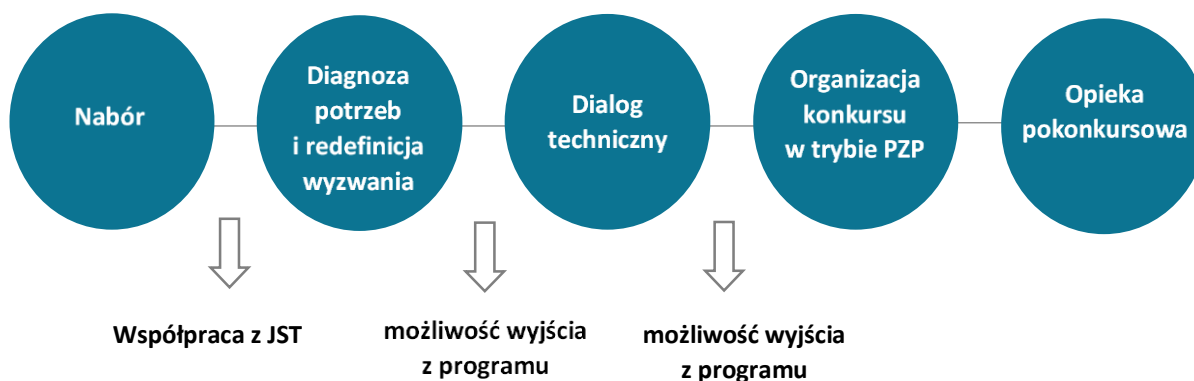 Nabór
Diagnoza
potrzeb
i redefinicja
wyzwania
Dialog
techniczny
Organizacja
konkursu
w trybie PZP
Opieka
pokonkursowa
Współpraca z JST
możliwość wyjścia
z programu
możliwość wyjścia
z programu